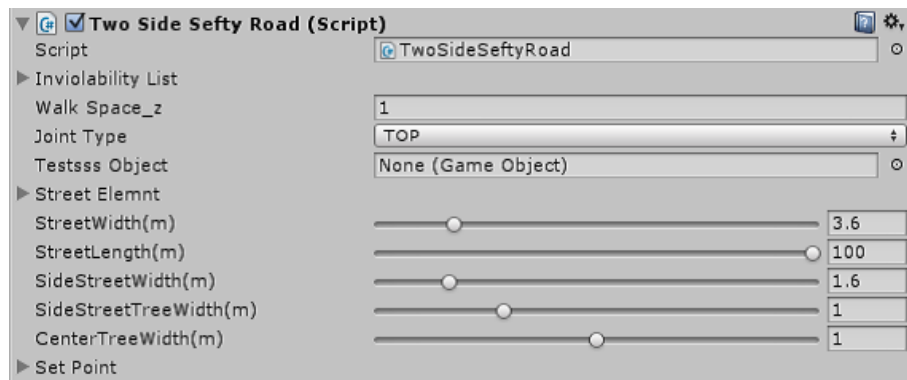 Two Side Sefty Road (Script)
Script TwoSideSeftyRoad
Inviolability List
Walk Space_z 1
Joint Type TOP
Testsss Object None (Game Object)
Street Elemnt
StreetWidth(m) 3.6
StreetLength(m) 100
SideStreetWidth(m) 1.6
SideStreetTreeWidth(m) 1
CenterTreeWidth(m) 1
Set Point